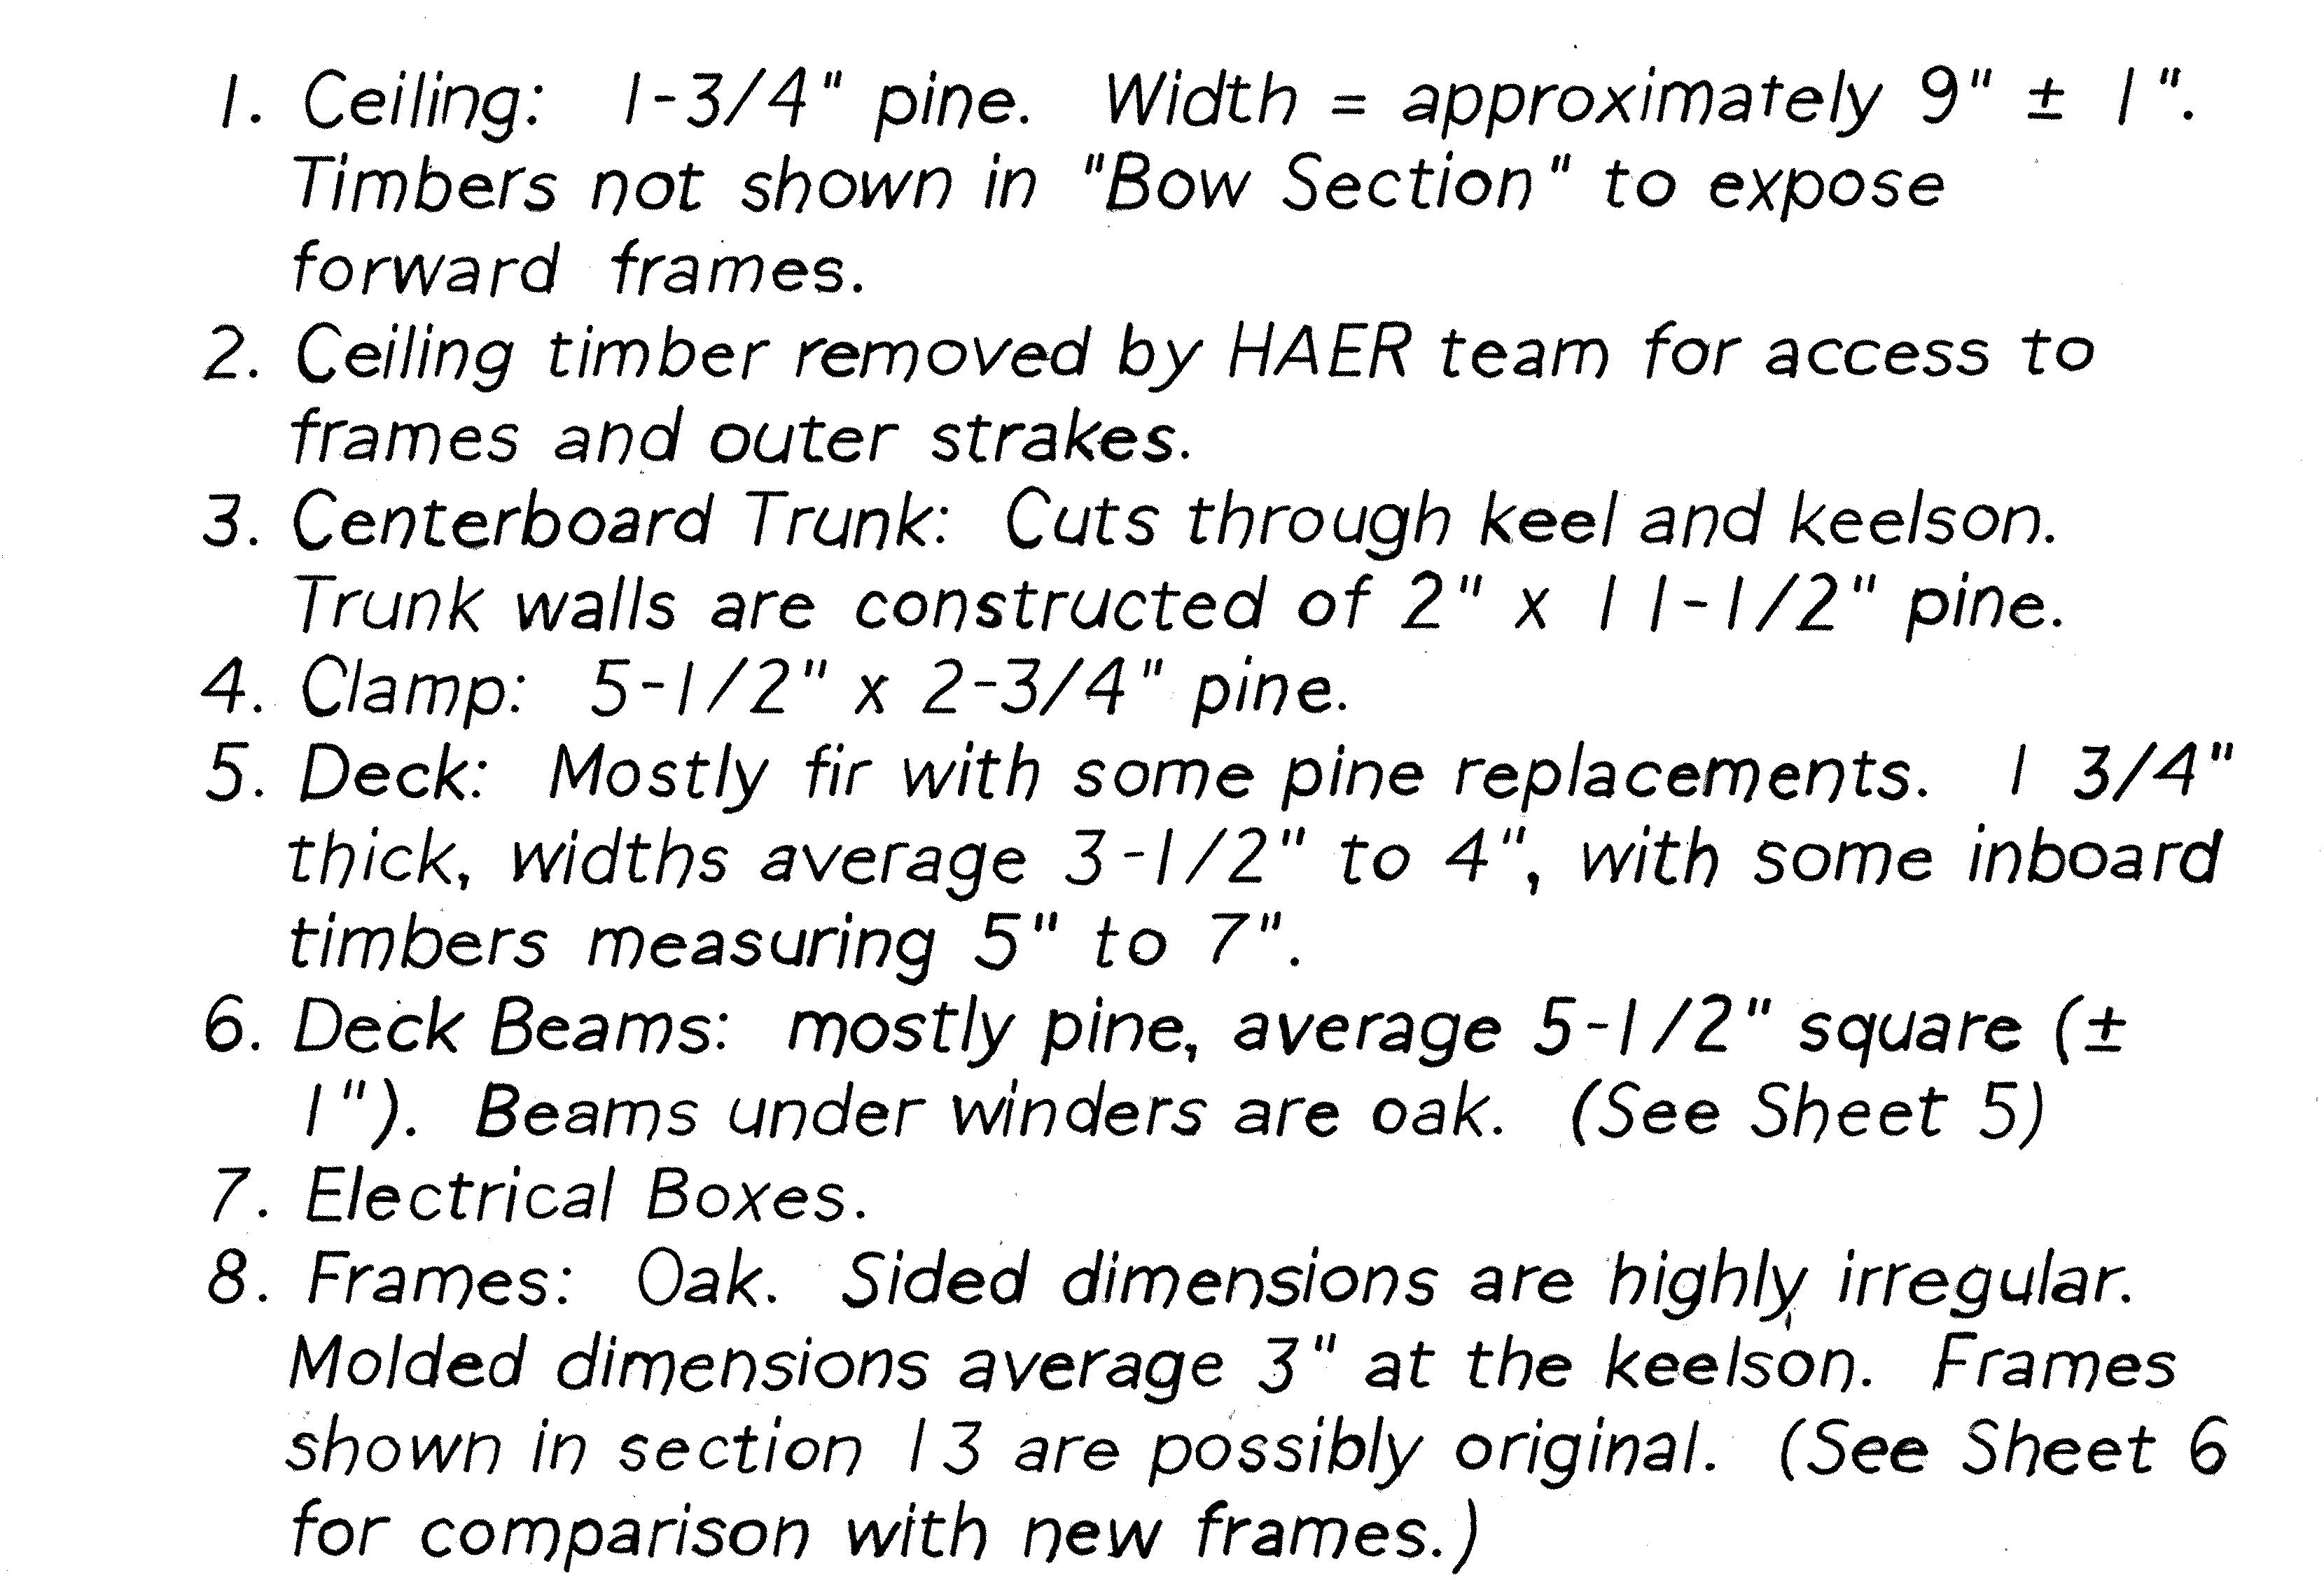 1. Ceiling: 1-3/4" pine. Width = approximately 9" ± 1".
Timbers not shown in "Bow Section" to expose
forward frames.
2. Ceiling timber removed by HAER team for access to
frames and outer strakes.
3. Centerboard Trunk: Cuts through keel and keelson.
Trunk walls are constructed of 2" x 11-1/2" pine.
4. Clamp: 5-1/2" x 2-3/4" pine.
5. Deck: Mostly fir with some pine replacements. 1 3/4"
thick, widths average 3-1/2" to 4", with some inboard
timbers measuring 5" to 7".
6. Deck Beams: mostly pine, average 5-1/2" square (±
1"). Beams under winders are oak. (See Sheet 5)
7. Electrical Boxes.
8. Frames: Oak. Sided dimensions are highly irregular.
Molded dimensions average 3" at the keelson. Frames
shown in section 13 are possibly original. (See Sheet 6
for comparison with new frames.)